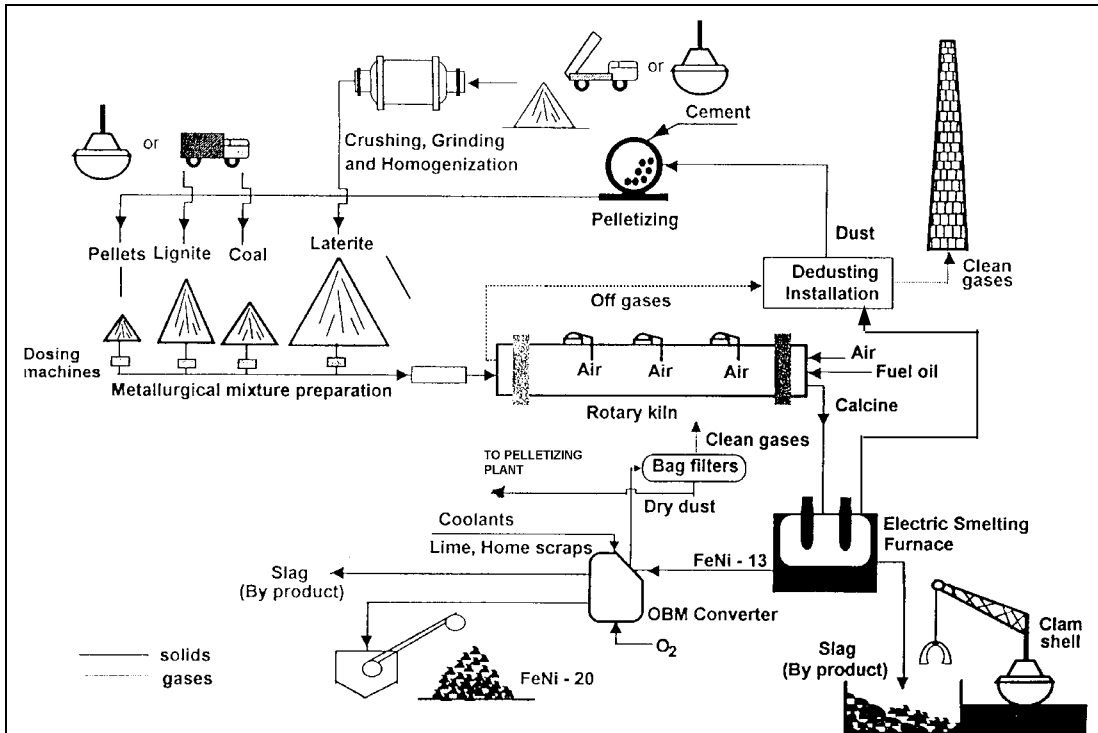 or
Cement
or
Crushing, Grinding
and Homogenization
Pelletizing
Pellets
Lignite
Coal
Laterite
Dust
Dedusting
Installation
Clean
gases
Off gases
Dosing
machines
Metallurgical mixture preparation
Air
Air
Air
Air
Fuel oil
Rotary kiln
Calcine
Clean gases
TO PELLETIZING
PLANT
Bag filters
Dry dust
Coolants
Lime, Home scraps
Electric Smelting
Furnace
FeNi - 13
Slag
(By product)
OBM Converter
O2
Clam
shell
Slag
(By product)
solids
gases
FeNi - 20